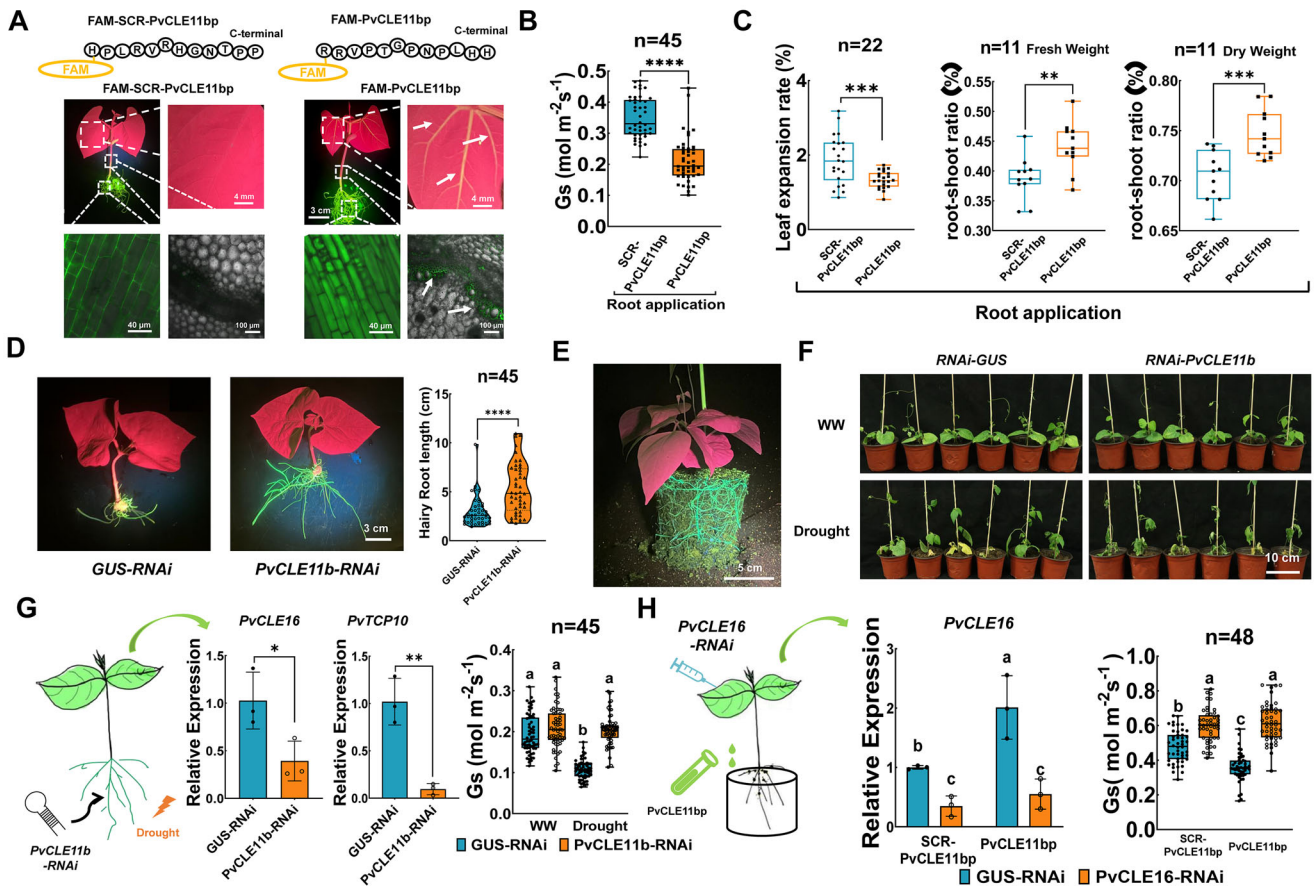 A
FAM-SCR-PvCLE11bp
C-terminal
H P L R V R H G N T P P
FAM
FAM-SCR-PvCLE11bp
4 mm
40 μm
100 μm
FAM-PvCLE11bp
C-terminal
R R V P T G P N P L H H
FAM
FAM-PvCLE11bp
3 cm
4 mm
40 μm
100 μm
B
n=45
****
Gs (mol m⁻²s⁻¹)
0.5
0.4
0.3
0.2
0.1
0.0
SCR-
PvCLE11bp
PvCLE11bp
Root application
C
n=22
***
Leaf expansion rate (%)
4
2
0
SCR-
PvCLE11bp
PvCLE11bp
n=11 Fresh Weight
**
root-shoot ratio (%)
0.55
0.50
0.45
0.40
0.35
0.30
SCR-
PvCLE11bp
PvCLE11bp
n=11 Dry Weight
***
root-shoot ratio (%)
0.80
0.75
0.70
0.65
SCR-
PvCLE11bp
PvCLE11bp
Root application
D
GUS-RNAi
3 cm
PvCLE11b-RNAi
n=45
****
Hairy Root length (cm)
15
10
5
0
GUS-RNAi
PvCLE11b-RNAi
E
5 cm
F
RNAi-GUS
RNAi-PvCLE11b
WW
Drought
10 cm
G
PvCLE11b
-RNAi
Drought
PvCLE16
*
Relative Expression
1.5
1.0
0.5
0.0
GUS-RNAi
PvCLE11b-RNAi
PvTCP10
**
Relative Expression
1.5
1.0
0.5
0.0
GUS-RNAi
PvCLE11b-RNAi
n=45
Gs (mol m⁻²s⁻¹)
0.4
0.3
0.2
0.1
0.0
a
a
b
a
WW
Drought
GUS-RNAi
PvCLE11b-RNAi
H
PvCLE16
-RNAi
PvCLE11bp
PvCLE16
Relative Expression
3
2
1
0
b
c
a
c
SCR-
PvCLE11bp
PvCLE11bp
n=48
Gs( mol m⁻²s⁻¹)
1.0
0.8
0.6
0.4
0.2
0.0
b
a
c
a
SCR-
PvCLE11bp
PvCLE11bp
GUS-RNAi
PvCLE16-RNAi